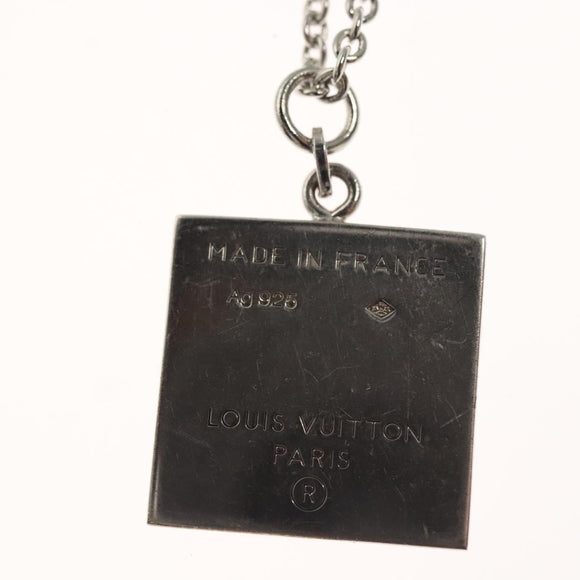 MADE IN FRANCE
Ag 925
LOUIS VUITTON
PARIS
®